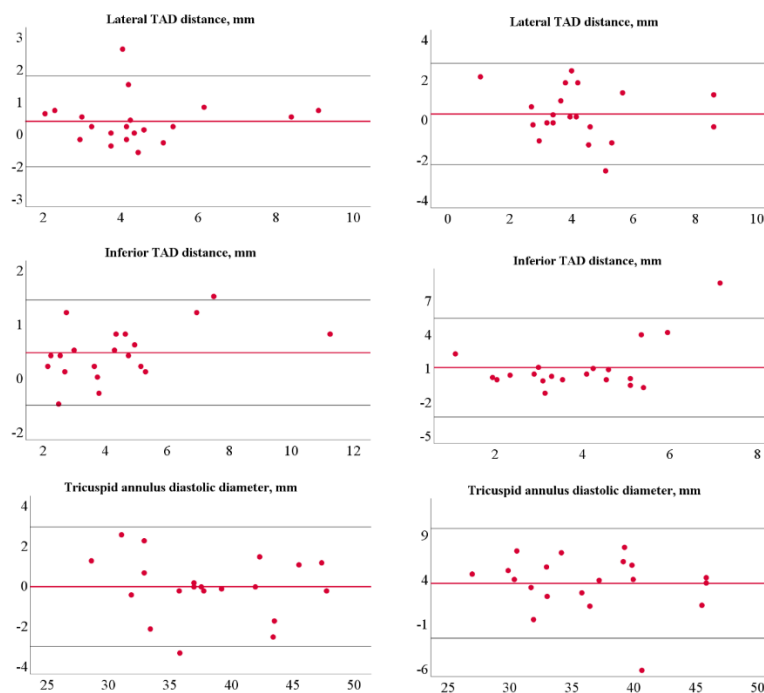 Lateral TAD distance, mm
3
2
1
0
-2
-3
2 4 6 8 10
Lateral TAD distance, mm
4
2
0
-2
-4
0 2 4 6 8 10
Inferior TAD distance, mm
2
1
0
-2
2 4 6 8 10 12
Inferior TAD distance, mm
7
4
1
-2
-5
0 2 4 6 8
Tricuspid annulus diastolic diameter, mm
4
2
0
-2
-4
30 35 40 45 50
Tricuspid annulus diastolic diameter, mm
9
4
-1
-6
25 30 35 40 45 50